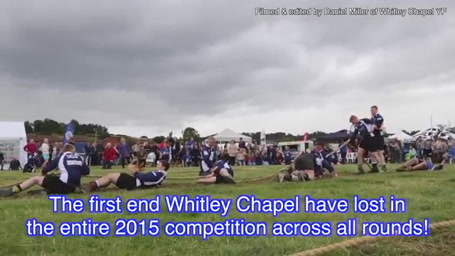 Filmed & edited by Daniel Miller of Whitley Chapel YF
The first end Whitley Chapel have lost in
the entire 2015 competition across all rounds!